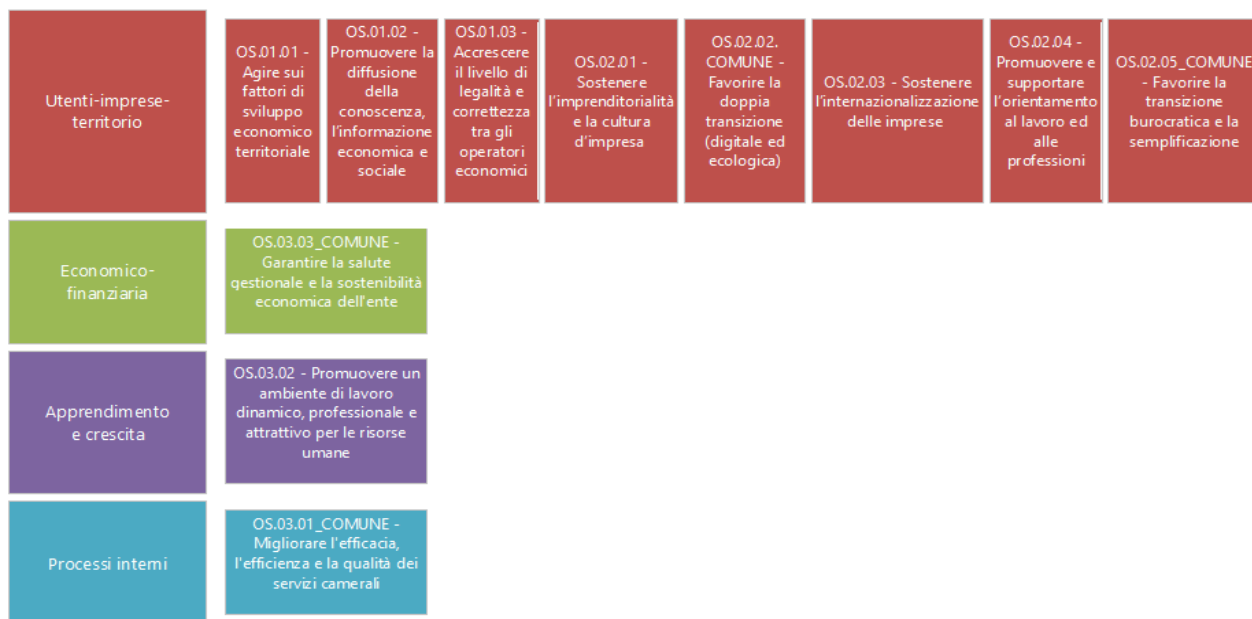 Utenti-imprese-
territorio
OS.01.01 -
Agire sui
fattori di
sviluppo
economico
territoriale
OS.01.02 -
Promuovere la
diffusione
della
conoscenza,
l'informazione
economica e
sociale
OS.01.03 -
Accrescere
il livello di
legalità e
correttezza
tra gli
operatori
economici
OS.02.01 -
Sostenere
l’imprenditorialità
e la cultura
d’impresa
OS.02.02.
COMUNE -
Favorire la
doppia
transizione
(digitale ed
ecologica)
OS.02.03 - Sostenere
l’internazionalizzazione
delle imprese
OS.02.04 -
Promuovere e
supportare
l’orientamento
al lavoro ed
alle
professioni
OS.02.05_COMUNE
- Favorire la
transizione
burocratica e la
semplificazione
Economico-
finanziaria
OS.03.03_COMUNE -
Garantire la salute
gestionale e la sostenibilità
economica dell'ente
Apprendimento
e crescita
OS.03.02 - Promuovere un
ambiente di lavoro
dinamico, professionale e
attrattivo per le risorse
umane
Processi interni
OS.03.01_COMUNE -
Migliorare l'efficacia,
l'efficienza e la qualità dei
servizi camerali